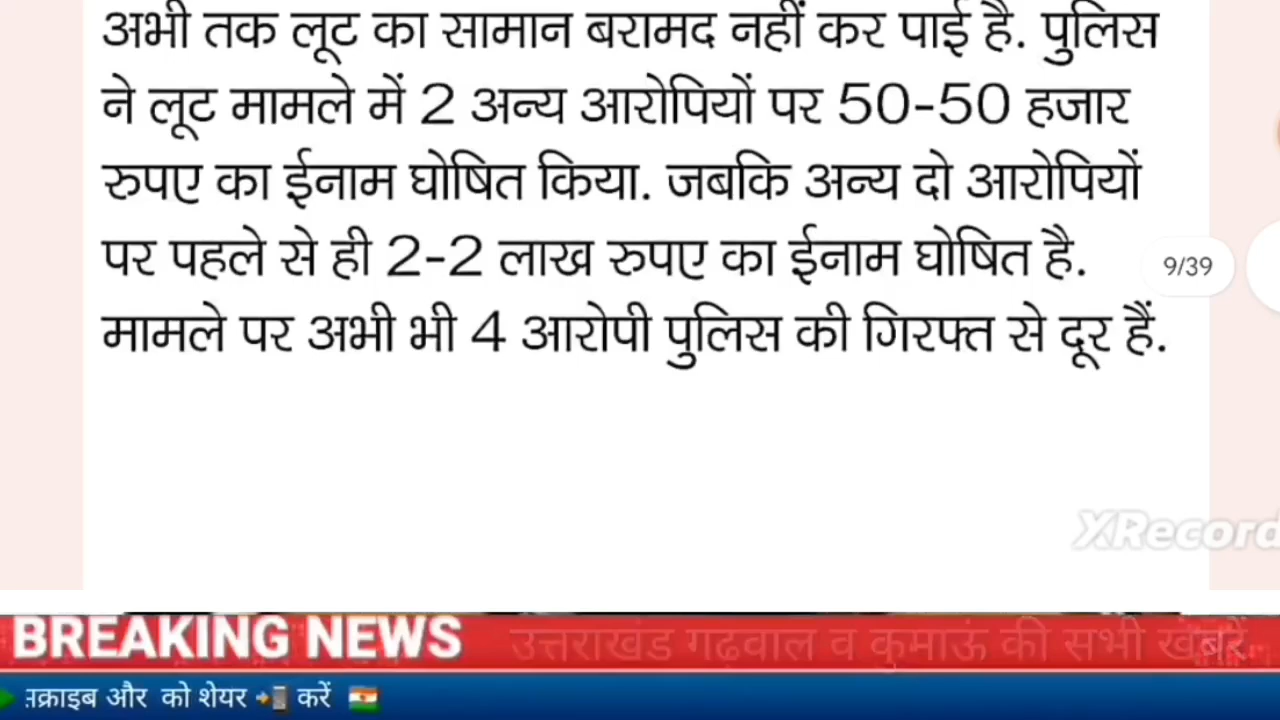 अभी तक लूट का सामान बरामद नहीं कर पाई है. पुलिस
ने लूट मामले में 2 अन्य आरोपियों पर 50-50 हजार
रुपए का ईनाम घोषित किया. जबकि अन्य दो आरोपियों
पर पहले से ही 2-2 लाख रुपए का ईनाम घोषित है.
9/39
मामले पर अभी भी 4 आरोपी पुलिस की गिरफ्त से दूर हैं.
XRecord
BREAKING NEWS उत्तराखंड गढ़वाल व कुमाऊं की सभी खबरें
और को शेयर करें